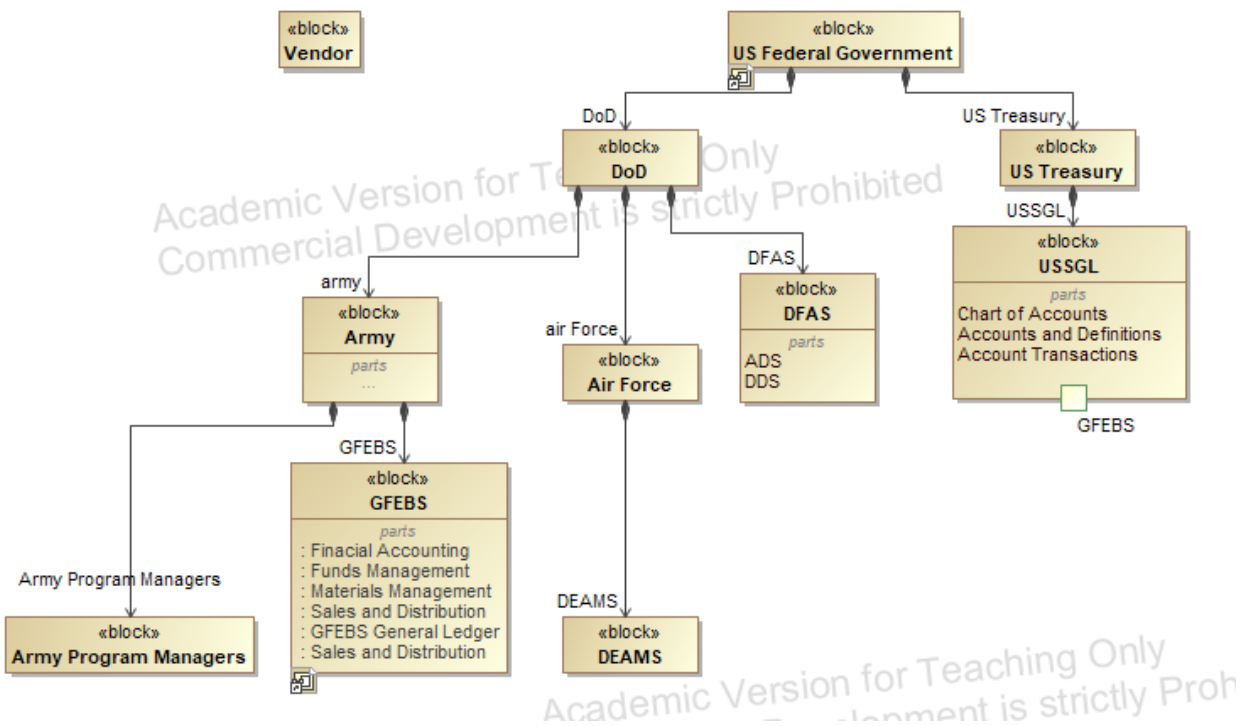 «block»
Vendor
«block»
US Federal Government
DoD
US Treasury
«block»
DoD
«block»
US Treasury
Academic Version for Te Only
Commercial Development is strictly Prohibited
USSGL
«block»
USSGL
parts
Chart of Accounts
Accounts and Definitions
Account Transactions
GFEBS
army
«block»
Army
parts
...
air Force
«block»
Air Force
DFAS
«block»
DFAS
parts
ADS
DDS
GFEBS
«block»
GFEBS
parts
: Finacial Accounting
: Funds Management
: Materials Management
: Sales and Distribution
: GFEBS General Ledger
: Sales and Distribution
Army Program Managers
«block»
Army Program Managers
DEAMS
«block»
DEAMS
Academic Version for Teaching Only
is strictly Proh